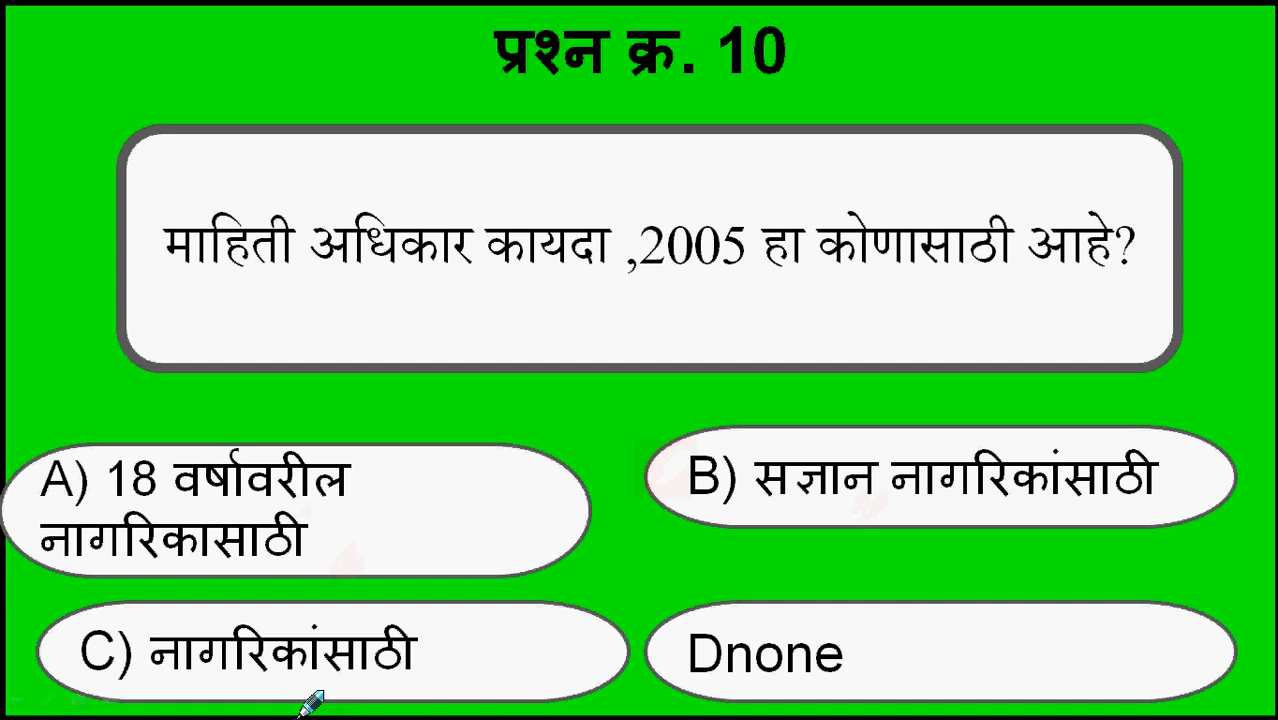 प्रश्न क्र. 10
माहिती अधिकार कायदा ,2005 हा कोणासाठी आहे?
A) 18 वर्षावरील
नागरिकासाठी
B) सज्ञान नागरिकांसाठी
C) नागरिकांसाठी
Dnone